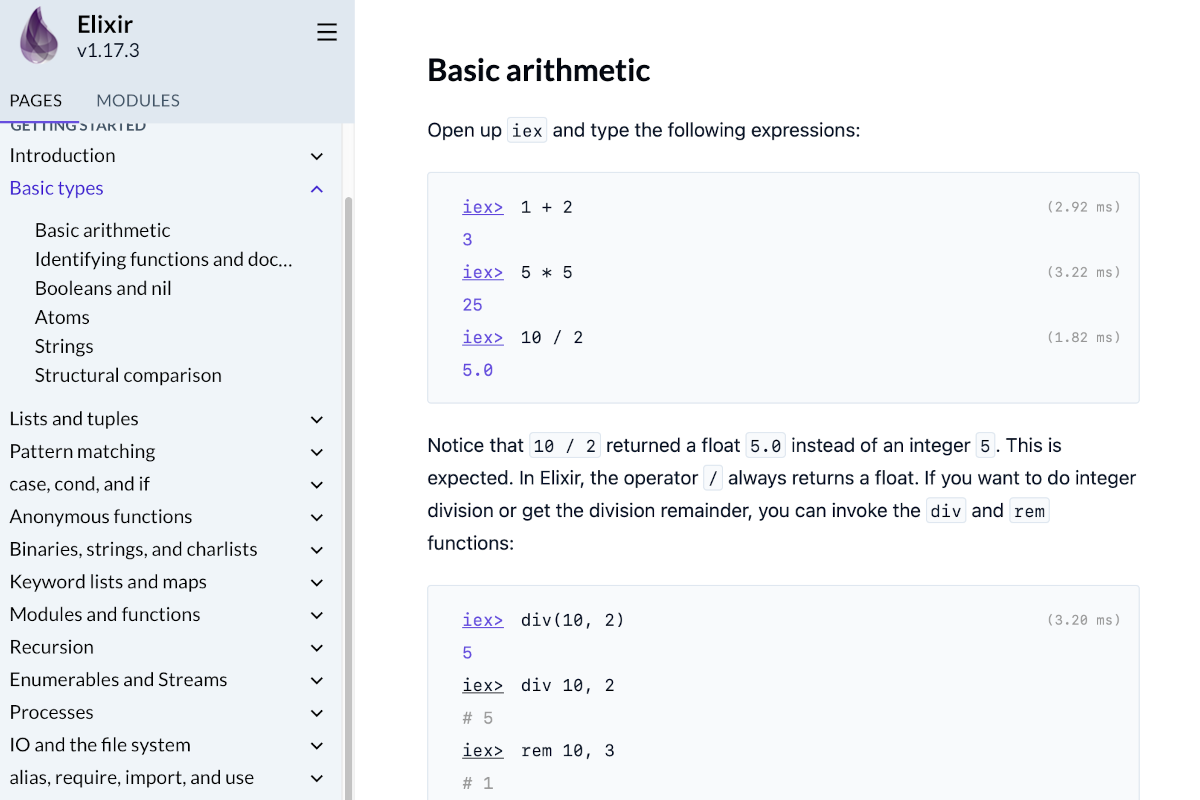 Elixir
v1.17.3
PAGES
MODULES
GETTING STARTED
Introduction
Basic types
Basic arithmetic
Identifying functions and doc...
Booleans and nil
Atoms
Strings
Structural comparison
Lists and tuples
Pattern matching
case, cond, and if
Anonymous functions
Binaries, strings, and charlists
Keyword lists and maps
Modules and functions
Recursion
Enumerables and Streams
Processes
IO and the file system
alias, require, import, and use
Basic arithmetic
Open up iex and type the following expressions:
iex> 1 + 2 (2.92 ms)
3
iex> 5 * 5 (3.22 ms)
25
iex> 10 / 2 (1.82 ms)
5.0
Notice that 10 / 2 returned a float 5.0 instead of an integer 5. This is
expected. In Elixir, the operator / always returns a float. If you want to do integer
division or get the division remainder, you can invoke the div and rem
functions:
iex> div(10, 2) (3.20 ms)
5
iex> div 10, 2
# 5
iex> rem 10, 3
# 1